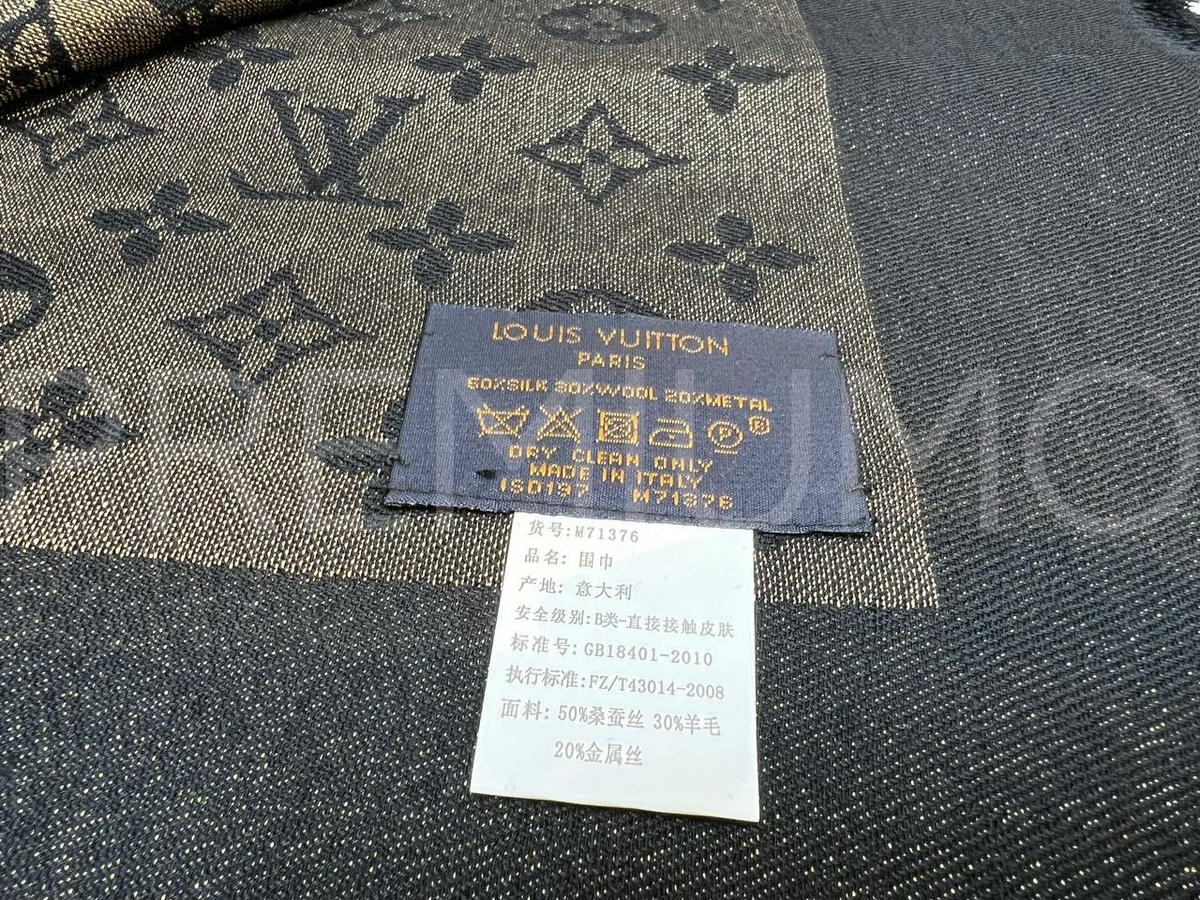 LOUIS VUITTON
PARIS
50%SILK 30%WOOL 20%METAL
P ®
DRY CLEAN ONLY
MADE IN ITALY
ISO197 M71376
货号:M71376
品名: 围巾
产地: 意大利
安全级别:B类-直接接触皮肤
标准号: GB18401-2010
执行标准:FZ/T43014-2008
面料: 50%桑蚕丝 30%羊毛
20%金属丝
PREMIUMO
LV